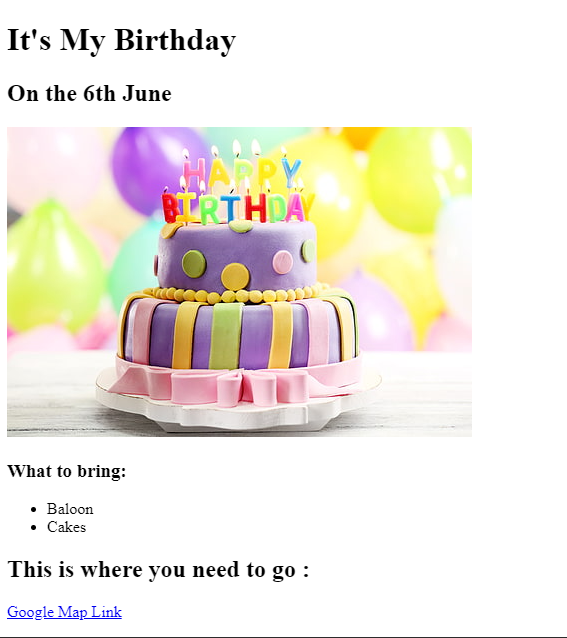 It's My Birthday
On the 6th June
HAPPY
BIRTHDAY
What to bring:
Baloon
Cakes
This is where you need to go :
Google Map Link